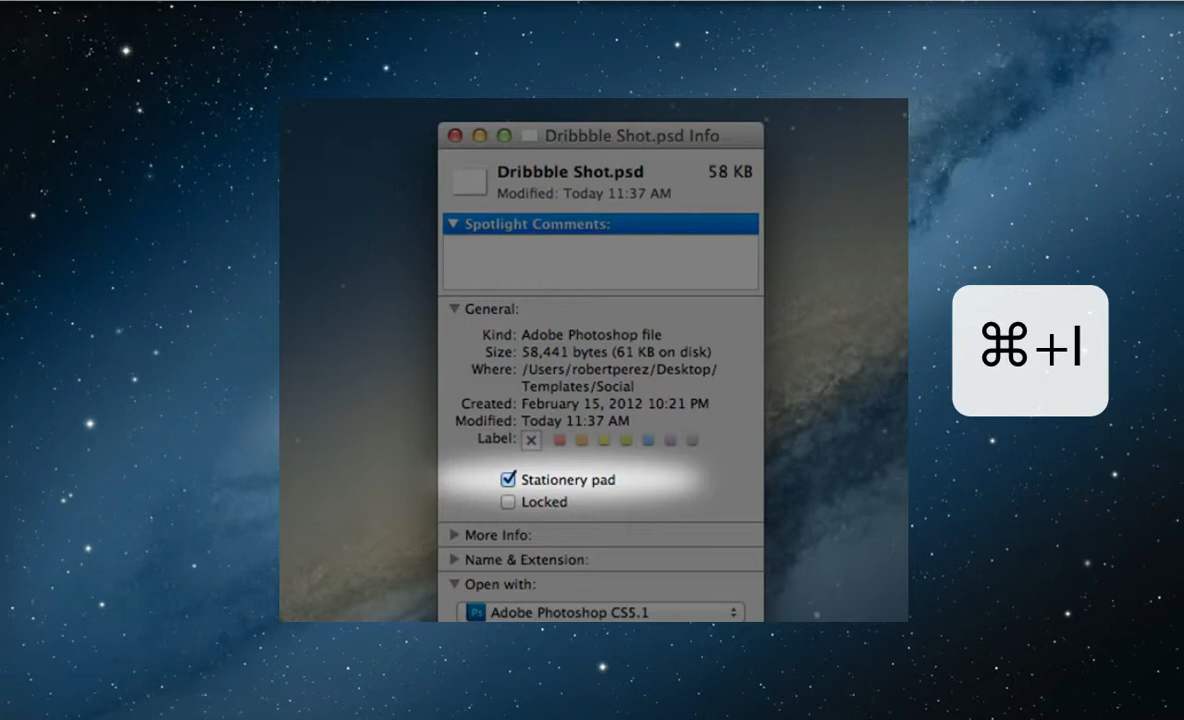 Dribbble Shot.psd Info
Dribbble Shot.psd 58 KB
Modified: Today 11:37 AM
Spotlight Comments:
General:
Kind: Adobe Photoshop file
Size: 58,441 bytes (61 KB on disk)
Where: /Users/robertperez/Desktop/
Templates/Social
Created: February 15, 2012 10:21 PM
Modified: Today 11:37 AM
Label:
Stationery pad
Locked
More Info:
Name & Extension:
Open with:
Ps Adobe Photoshop CS5.1
⌘+I